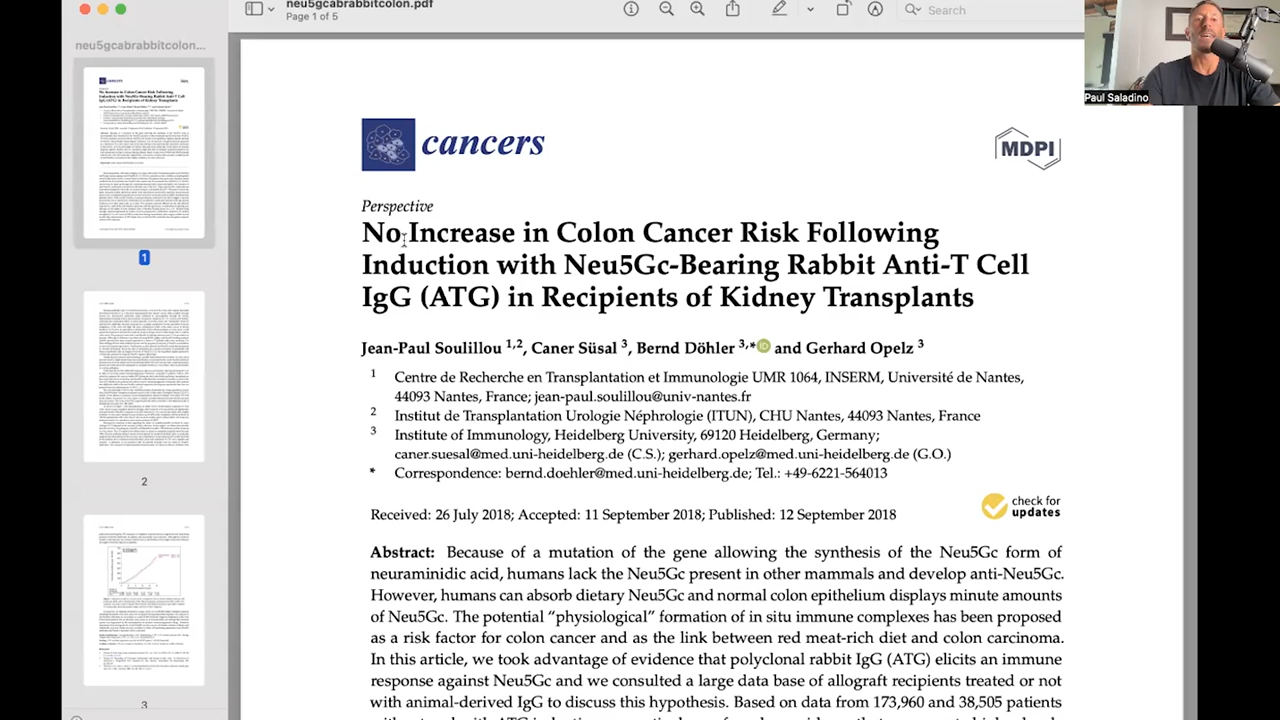 neu5gcabrabbitcolon.pdf
Page 1 of 5
Search
neu5gcabrabbitcolon...
Paul Saladino
cancers
MDPI
Perspective
No Increase in Colon Cancer Risk Following
Induction with Neu5Gc-Bearing Rabbit Anti-T Cell
IgG (ATG) in Recipients of Kidney Transplants
Jean-Paul Soulillou 1,2, Caner Süsal 3, Bernd Döhler 3,* and Gerhard Opelz 3
1 Centre de Recherche en Transplantation et Immunologie UMR 1064, INSERM, Université de Nantes,
44093 Nantes, France; jean-paul.soulillou@univ-nantes.fr
2 Institut de Transplantation Urologie Néphrologie (ITUN), CHU Nantes, 44093 Nantes, France
3 Institute of Immunology, Heidelberg University, 69120 Heidelberg, Germany;
caner.suesal@med.uni-heidelberg.de (C.S.); gerhard.opelz@med.uni-heidelberg.de (G.O.)
* Correspondence: bernd.doehler@med.uni-heidelberg.de; Tel.: +49-6221-564013
check for
updates
Received: 26 July 2018; Accepted: 11 September 2018; Published: 12 September 2018
Abstract: Because of a mutation of the gene allowing the synthesis of the Neu5Gc form of
neuraminidic acid, humans lack the Neu5Gc present in other mammals and develop anti-Neu5Gc.
However, humans can absorb dietary Neu5Gc and normal colon epithelium displays minute amounts
of Neu5Gc. The potential "physiological" formation of in situ immune complexes has been proposed
as a risk factor for colon cancer and as the link between red meat diet and colon carcinoma.
In this article, we took advantage of evidence that polyclonal rabbit IgG (ATG) elicits an immune
response against Neu5Gc and we consulted a large data base of allograft recipients treated or not
with animal-derived IgG to discuss this hypothesis. Based on data from 173,960 and 38,505 patients
1
2
3